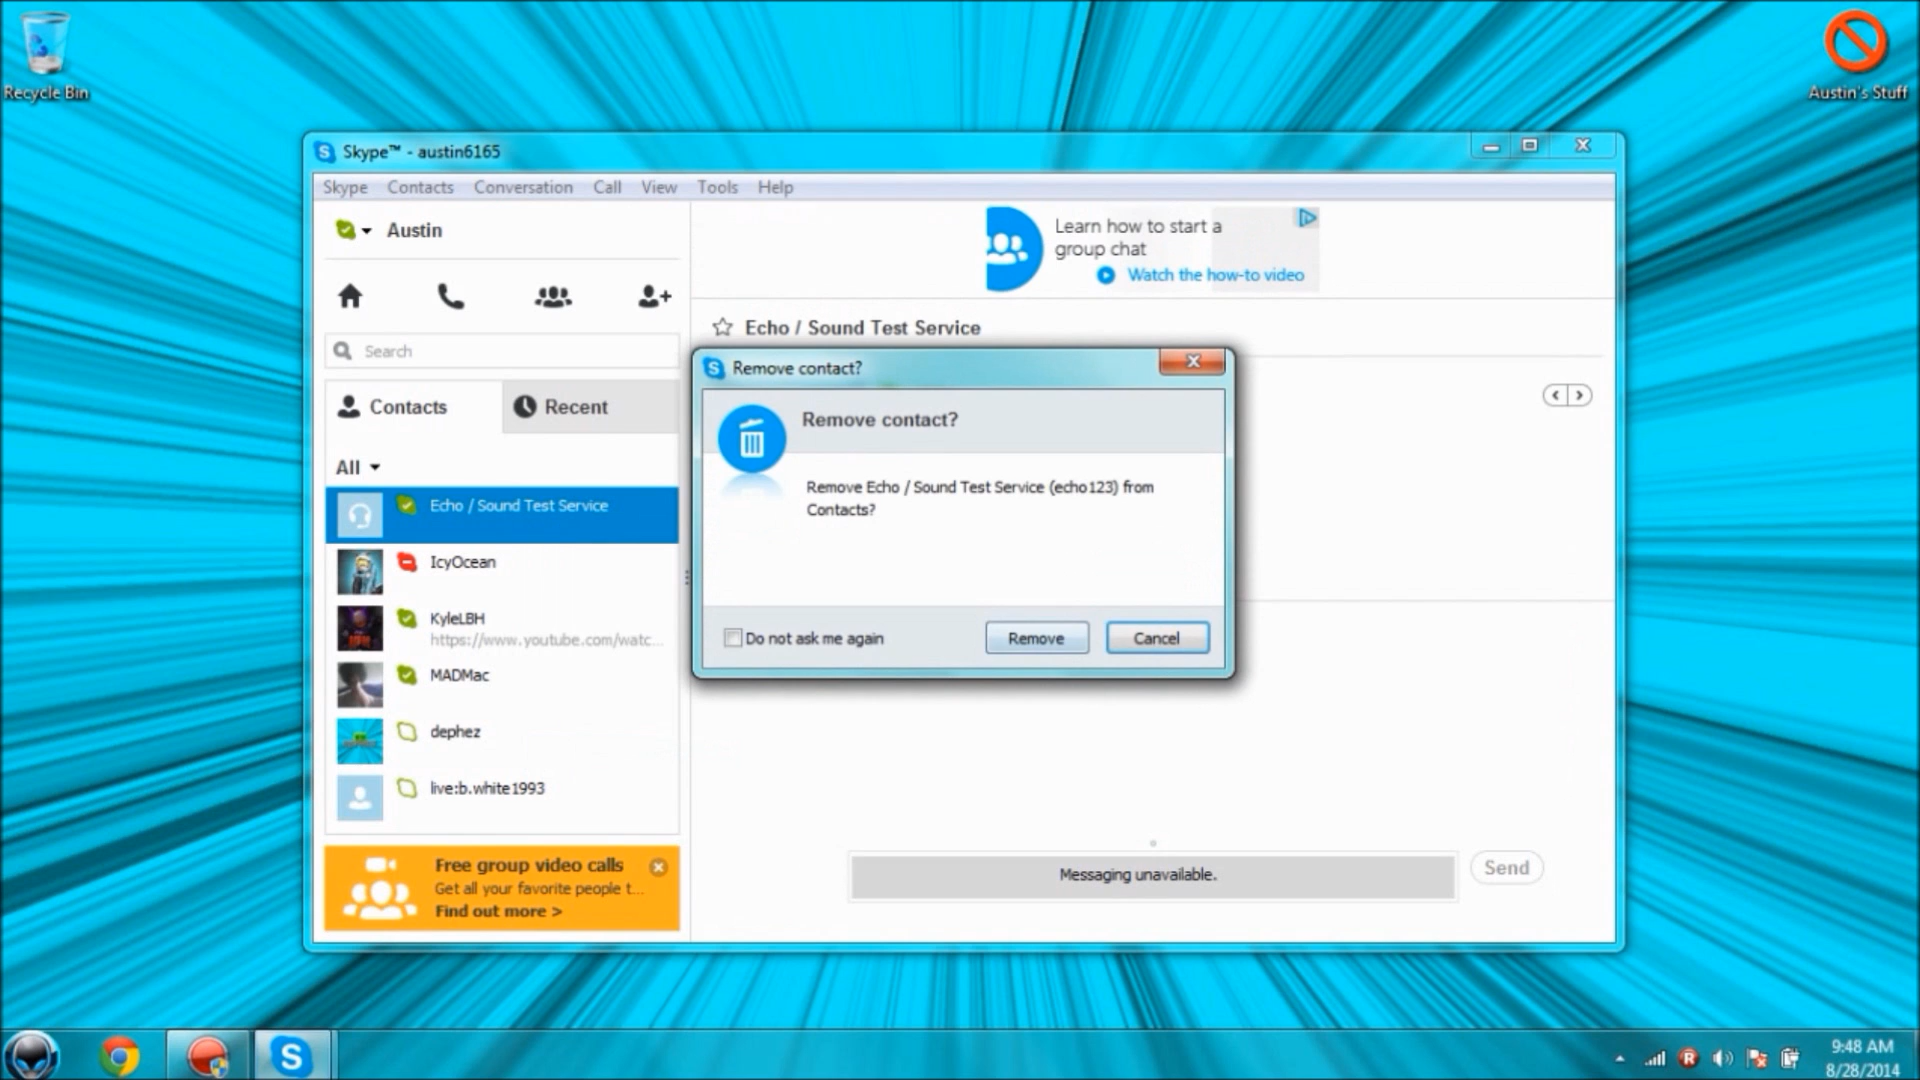 Recycle Bin
Austin's Stuff
Skype™ - austin6165
Skype Contacts Conversation Call View Tools Help
Austin
Learn how to start a
group chat
Watch the how-to video
Search
Echo / Sound Test Service
Contacts
Recent
All
Echo / Sound Test Service
IcyOcean
KyleLBH
https://www.youtube.com/watc...
MADMac
dephez
live:b.white1993
Remove contact?
Remove contact?
Remove Echo / Sound Test Service (echo123) from
Contacts?
Do not ask me again
Remove
Cancel
Free group video calls
Get all your favorite people t...
Find out more >
Messaging unavailable.
Send
9:48 AM
8/28/2014